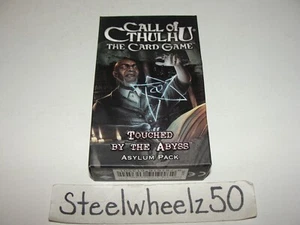 CALL OF
CTHULHU
THE CARD GAME
TOUCHED
BY THE ABYSS
ASYLUM PACK
Steelwheelz50